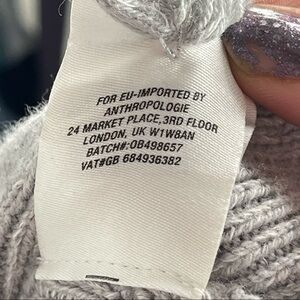 FOR EU-IMPORTED BY
ANTHROPOLOGIE
24 MARKET PLACE, 3RD FLOOR
LONDON, UK W1W8AN
BATCH#:OB498657
VAT#GB 684936382